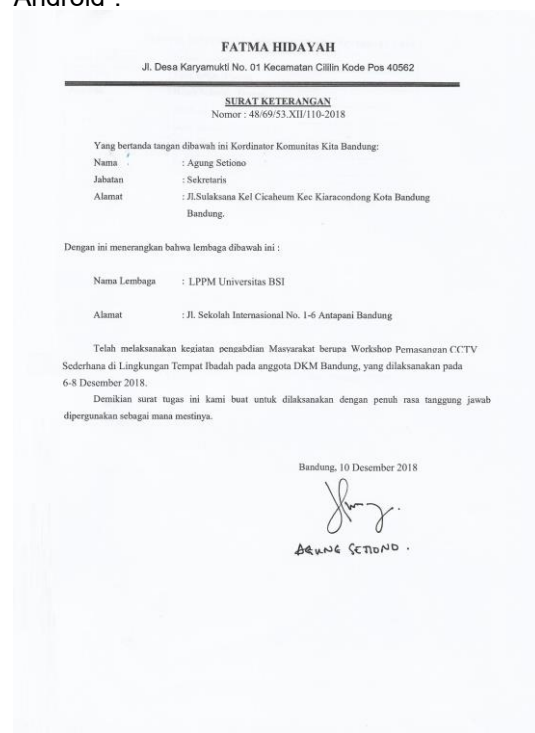 Android".
FATMA HIDAYAH
Jl. Desa Karyamukti No. 01 Kecamatan Cililin Kode Pos 40562
SURAT KETERANGAN
Nomor : 48/69/53.XII/110-2018
Yang bertanda tangan dibawah ini Kordinator Komunitas Kita Bandung:
Nama : Agung Setiono
Jabatan : Sekretaris
Alamat : Jl.Sulaksana Kel Cicaheum Kec Kiaracondong Kota Bandung
Bandung.
Dengan ini menerangkan bahwa lembaga dibawah ini :
Nama Lembaga : LPPM Universitas BSI
Alamat : Jl. Sekolah Internasional No. 1-6 Antapani Bandung
Telah melaksanakan kegiatan pengabdian Masyarakat berupa Workshop Pemasangan CCTV
Sederhana di Lingkungan Tempat Ibadah pada anggota DKM Bandung, yang dilaksanakan pada
6-8 Desember 2018.
Demikian surat tugas ini kami buat untuk dilaksanakan dengan penuh rasa tanggung jawab
dipergunakan sebagai mana mestinya.
Bandung, 10 Desember 2018
AGUNG SETIONO.